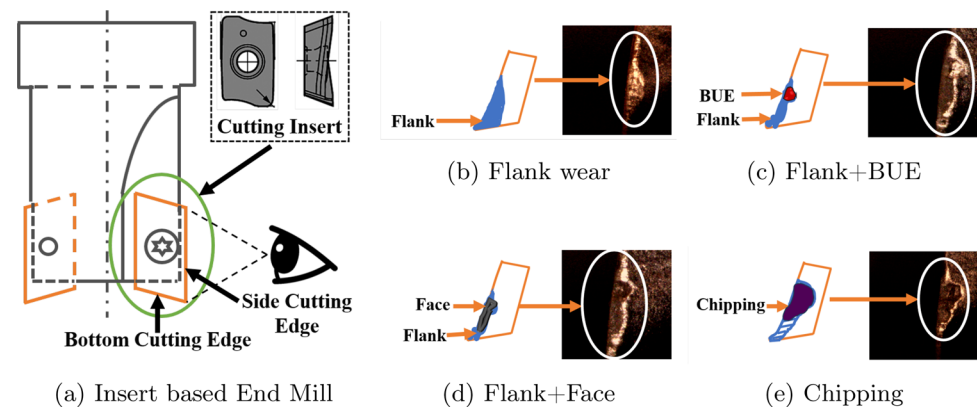 Cutting Insert
Side Cutting
Edge
Bottom Cutting Edge
(a) Insert based End Mill
Flank
(b) Flank wear
BUE
Flank
(c) Flank+BUE
Face
Flank
(d) Flank+Face
Chipping
(e) Chipping